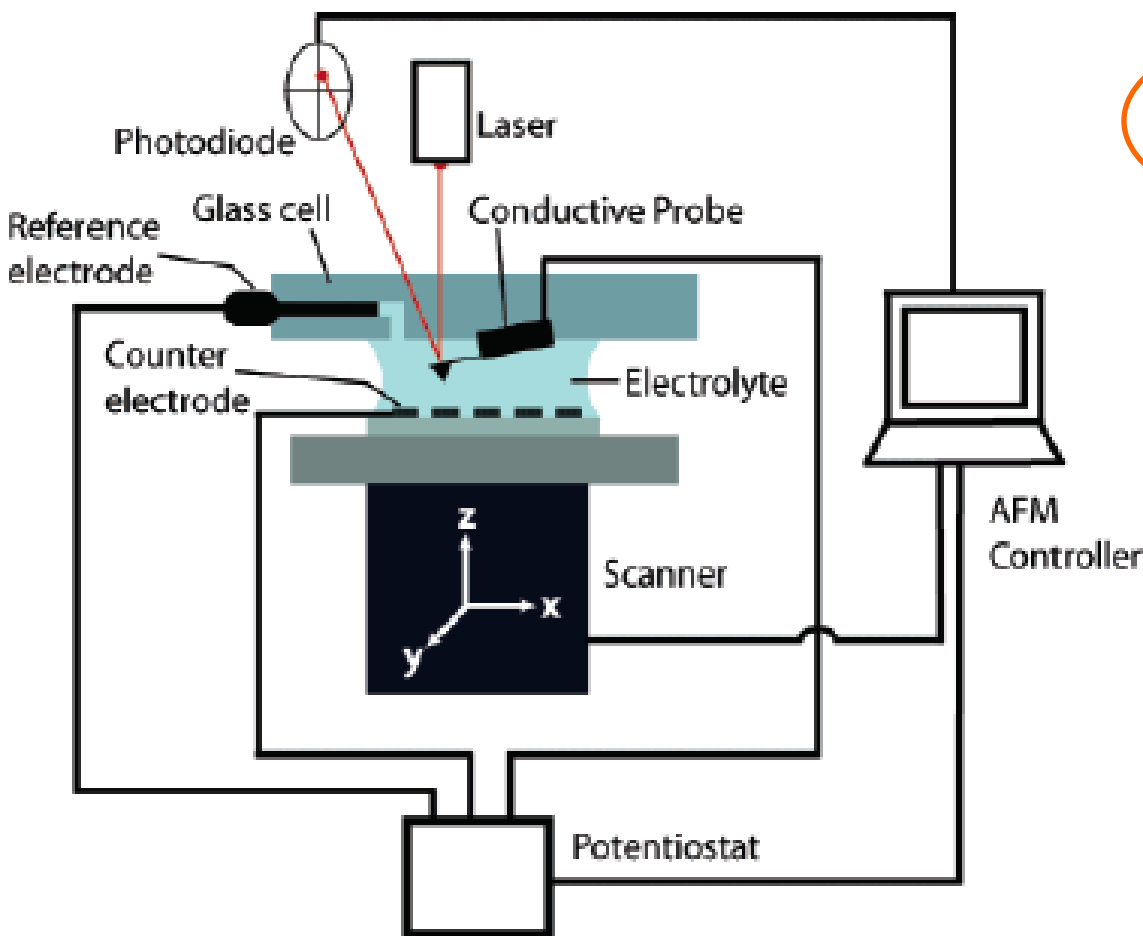 Photodiode
Laser
Glass cell
Conductive Probe
Reference
electrode
Counter
electrode
Electrolyte
AFM
Controller
Scanner
z
x
y
Potentiostat